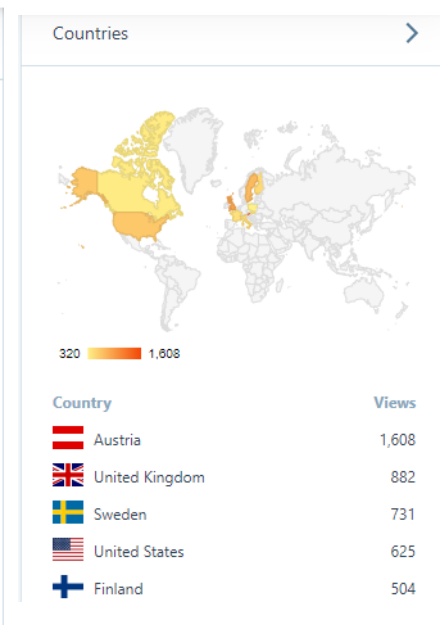 Countries
320 1,608
Country Views
Austria 1,608
United Kingdom 882
Sweden 731
United States 625
Finland 504